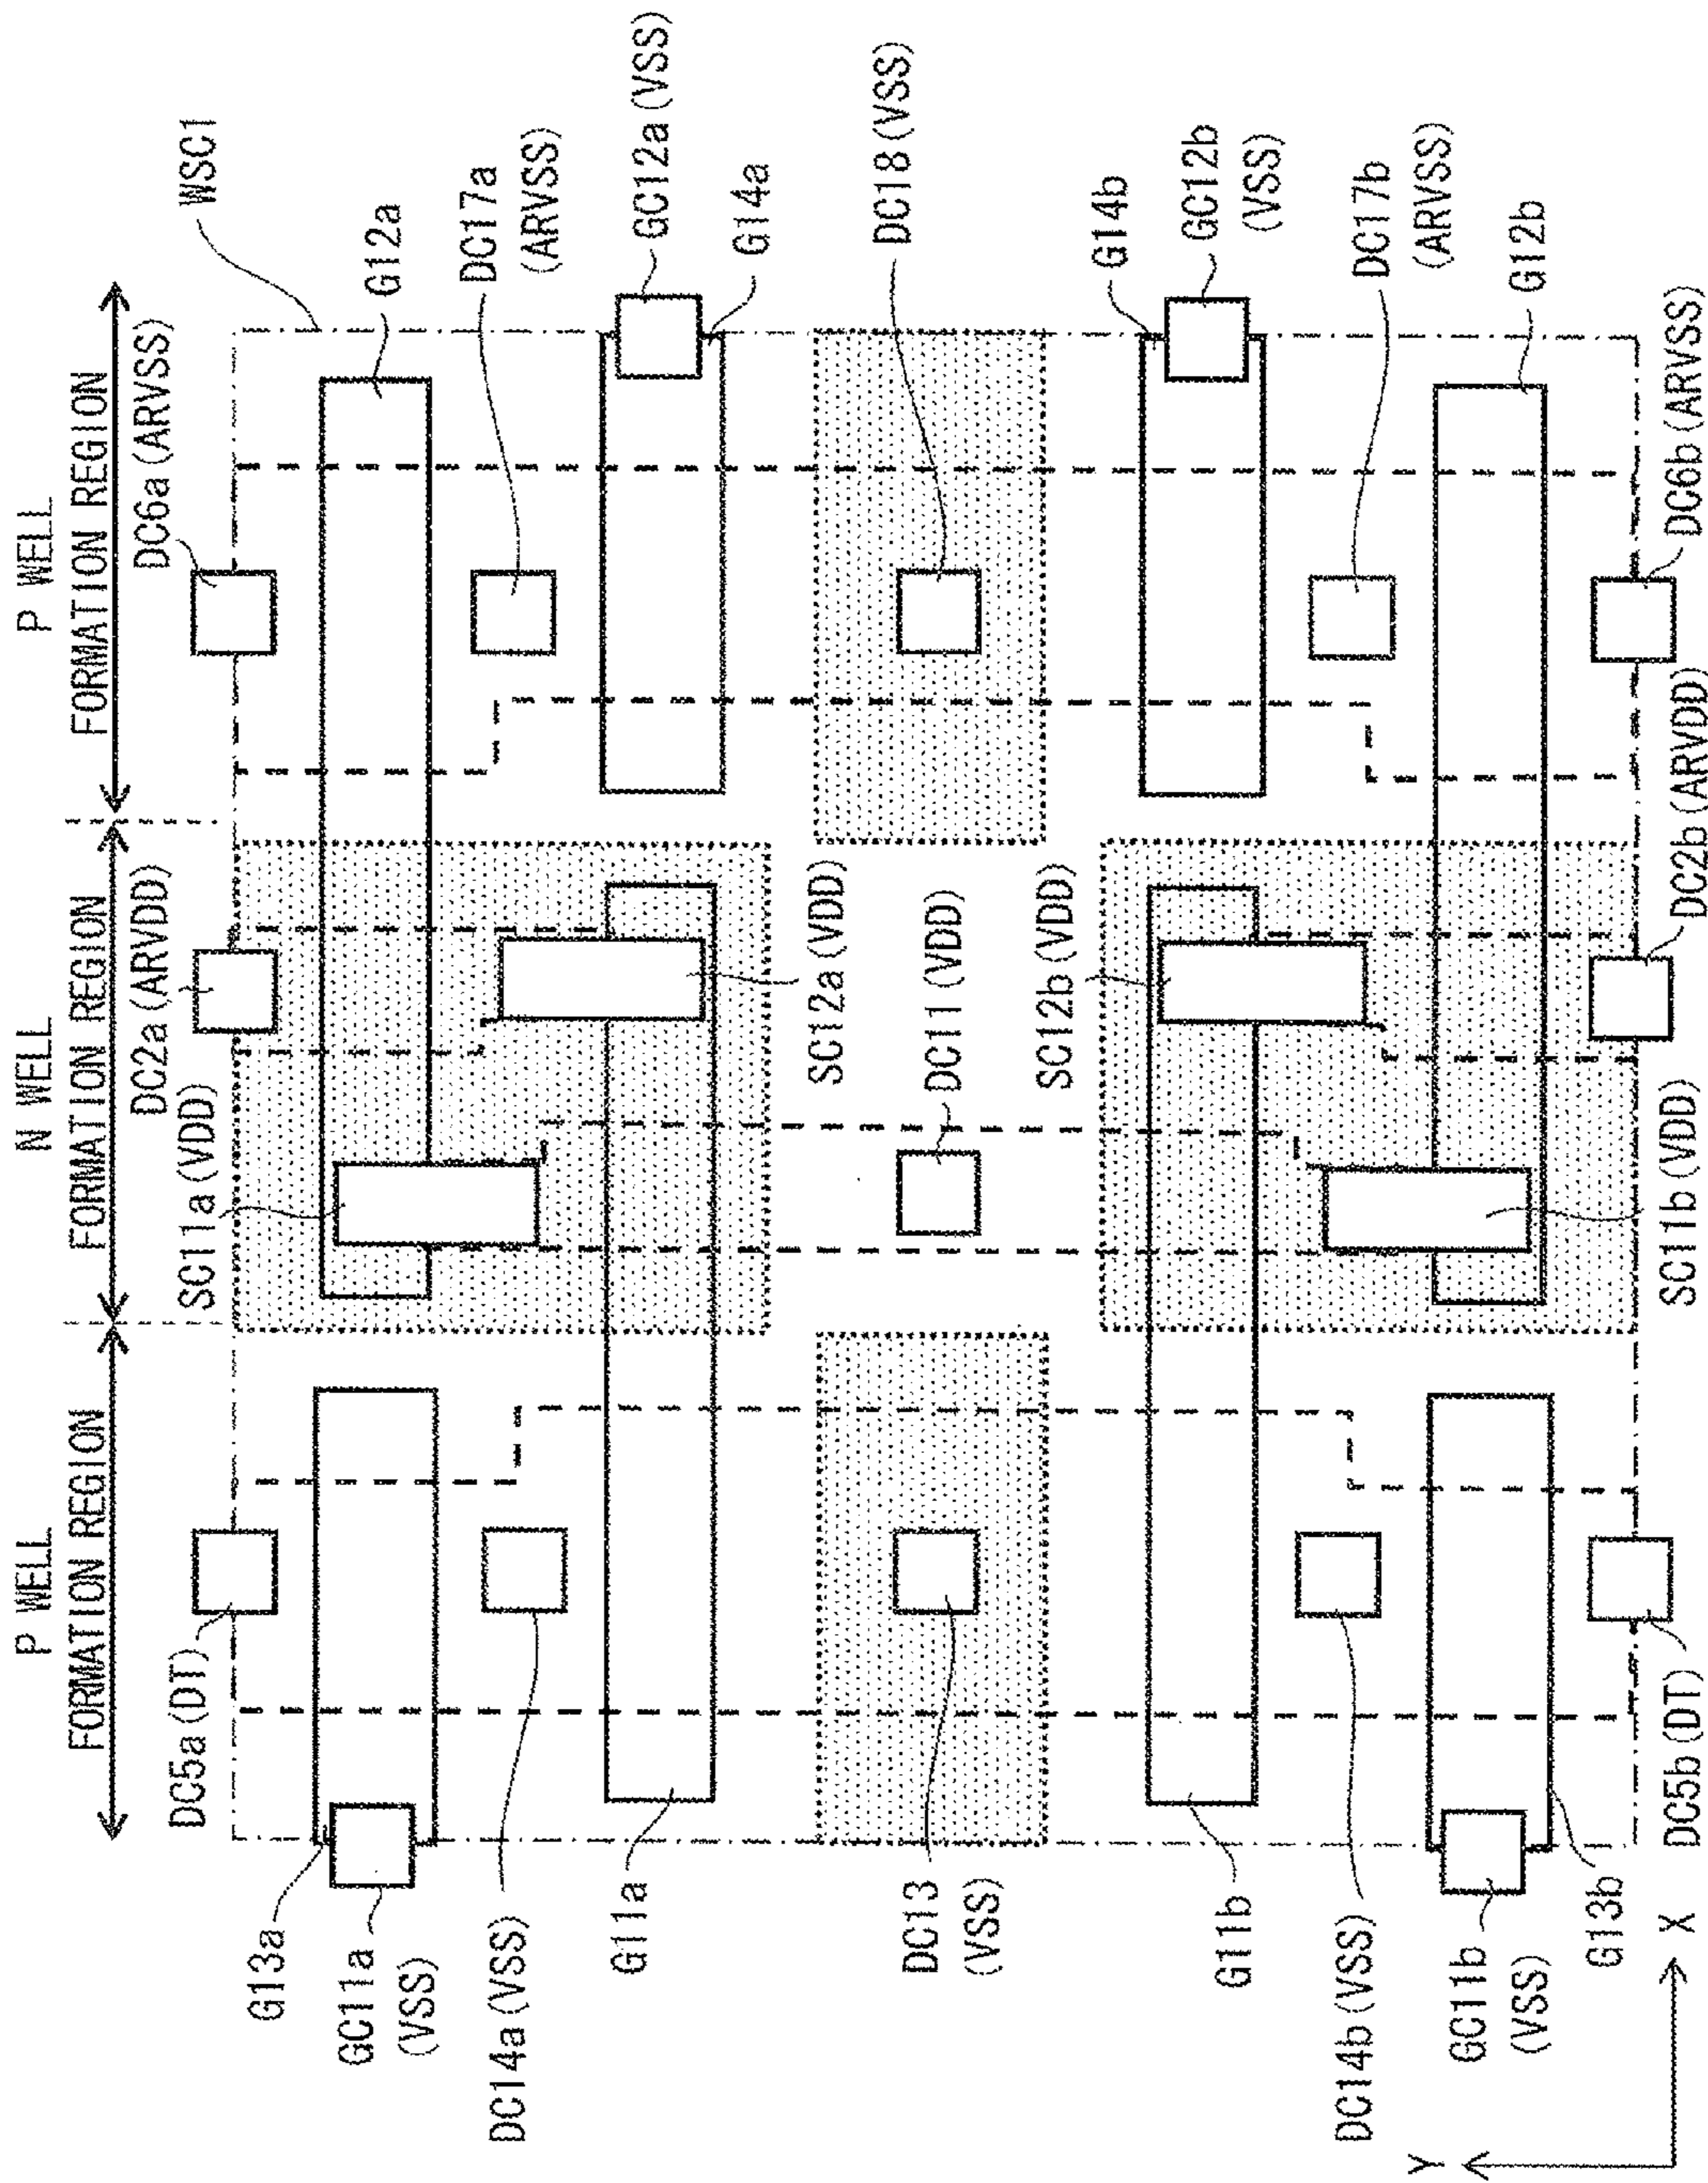 P WELL
FORMATION REGION
N WELL
FORMATION REGION
P WELL
FORMATION REGION
DC5a (DT)
SC11a (VDD)
DC2a (ARVDD)
DC6a (ARVSS)
WSC1
G13a
G12a
GC11a
(VSS)
DC17a
(ARVSS)
DC14a (VSS)
G11a
GC12a (VSS)
G14a
SC12a (VDD)
DC13
(VSS)
DC11 (VDD)
DC18 (VSS)
SC12b (VDD)
G14b
G11b
GC12b
(VSS)
DC14b (VSS)
DC17b
(ARVSS)
GC11b
(VSS)
G12b
G13b
DC5b (DT)
SC11b (VDD)
DC2b (ARVDD)
DC6b (ARVSS)
Y
X